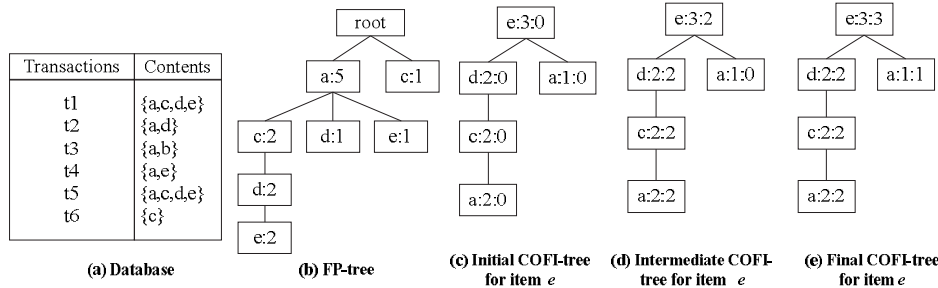 Transactions Contents
t1 {a,c,d,e}
t2 {a,d}
t3 {a,b}
t4 {a,e}
t5 {a,c,d,e}
t6 {c}
(a) Database
root
a:5 c:1
c:2 d:1 e:1
d:2
e:2
(b) FP-tree
e:3:0
d:2:0 a:1:0
c:2:0
a:2:0
(c) Initial COFI-tree
for item e
e:3:2
d:2:2 a:1:0
c:2:2
a:2:2
(d) Intermediate COFI-
tree for item e
e:3:3
d:2:2 a:1:1
c:2:2
a:2:2
(e) Final COFI-tree
for item e